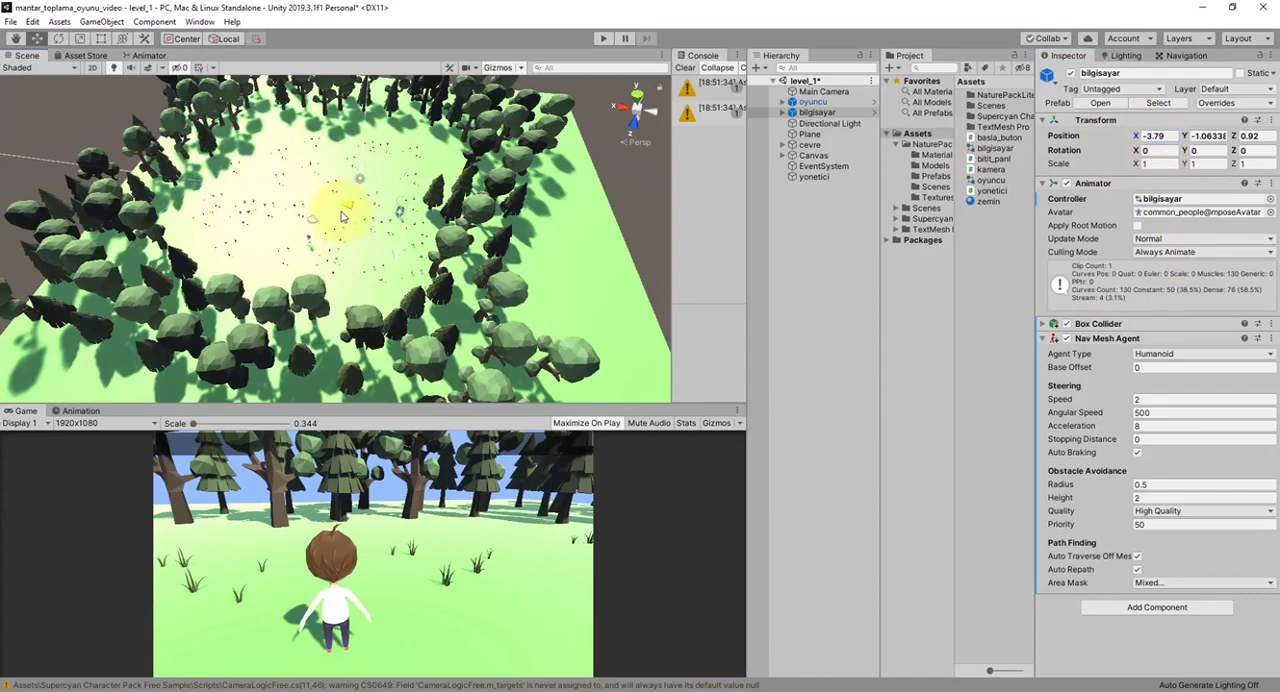 mantar_toplama_oyunu_video - level_1 - PC, Mac & Linux Standalone - Unity 2019.3.1f1 Personal* <DX11>
File Edit Assets GameObject Component Window Help
Center Local Collab Account Layers Layout
Scene Asset Store Animator
Shaded 2D 0 Gizmos All
y x z
Persp
Game Animation
Display 1 1920x1080 Scale 0.344 Maximize On Play Mute Audio Stats Gizmos
Console
Clear Collapse
[18:51:34] 1
[18:51:34] 1
Hierarchy
All
level_1*
Main Camera
oyuncu
bilgisayar
Directional Light
Plane
cevre
Canvas
EventSystem
yonetici
Project
8
Favorites
All Materia
All Models
All Prefabs
Assets
NaturePac
Material
Models
Prefabs
Scenes
Textures
Scenes
Supercyan
TextMesh
Packages
Assets
NaturePackLite
Scenes
Supercyan Cha
TextMesh Pro
basla_buton
bilgisayar
bitit_panl
kamera
oyuncu
yonetici
zemin
Inspector Lighting Navigation
bilgisayar Static
Tag Untagged Layer Default
Prefab Open Select Overrides
Transform
Position X -3.79 Y -1.06338 Z 0.92
Rotation X 0 Y 0 Z 0
Scale X 1 Y 1 Z 1
Animator
Controller bilgisayar
Avatar common_people@mposeAvatar
Apply Root Motion
Update Mode Normal
Culling Mode Always Animate
Clip Count: 1
Curves Pos: 0 Quat: 0 Euler: 0 Scale: 0 Muscles: 130 Generic: 0
PPtr: 0
Curves Count: 130 Constant: 50 (38.5%) Dense: 76 (58.5%)
Stream: 4 (3.1%)
Box Collider
Nav Mesh Agent
Agent Type Humanoid
Base Offset 0
Steering
Speed 2
Angular Speed 500
Acceleration 8
Stopping Distance 0
Auto Braking
Obstacle Avoidance
Radius 0.5
Height 2
Quality High Quality
Priority 50
Path Finding
Auto Traverse Off Mes
Auto Repath
Area Mask Mixed...
Add Component
Assets\Supercyan Character Pack Free Sample\Scripts\CameraLogicFree.cs(11,46): warning CS0649: Field 'CameraLogicFree.m_targets' is never assigned to, and will always have its default value null
Auto Generate Lighting Off